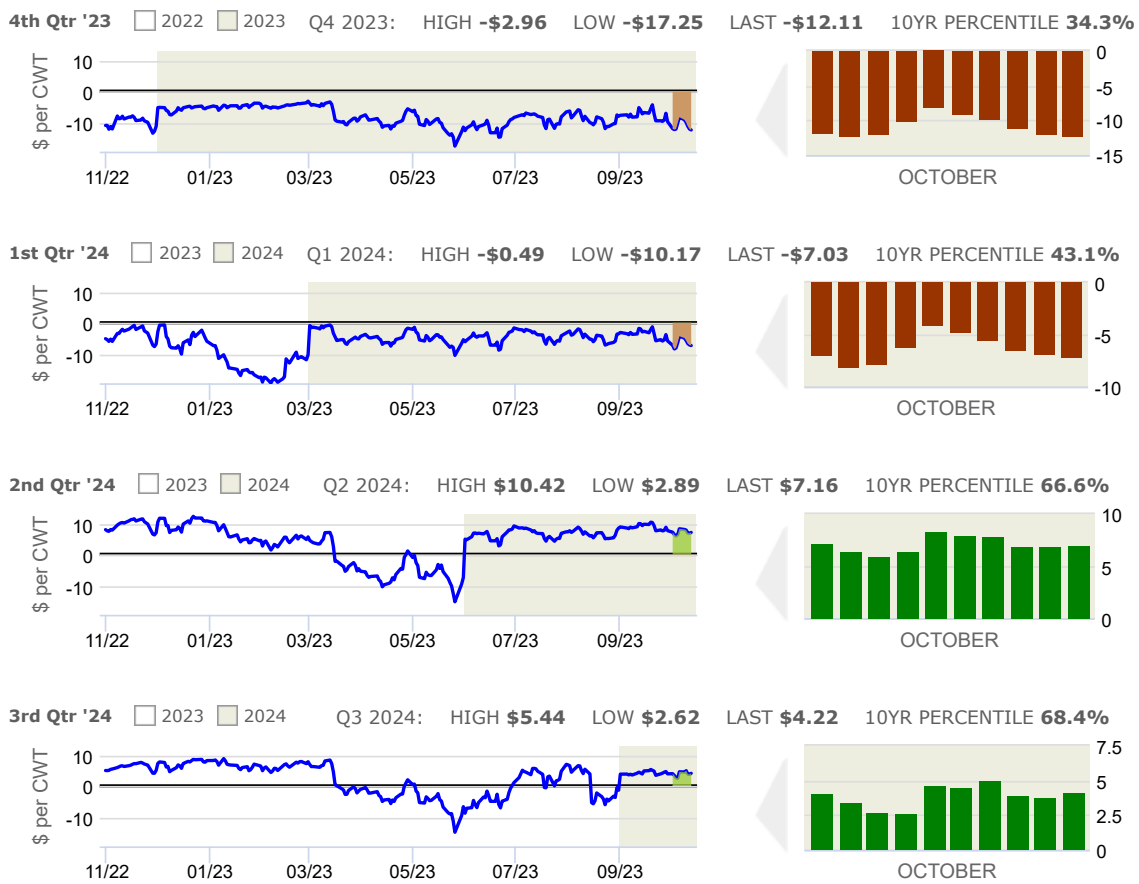 4th Qtr '23 2022 2023 Q4 2023: HIGH -$2.96 LOW -$17.25 LAST -$12.11 10YR PERCENTILE 34.3%
$ per CWT
10
0
-10
11/22 01/23 03/23 05/23 07/23 09/23
0
-5
-10
-15
OCTOBER
1st Qtr '24 2023 2024 Q1 2024: HIGH -$0.49 LOW -$10.17 LAST -$7.03 10YR PERCENTILE 43.1%
$ per CWT
10
0
-10
11/22 01/23 03/23 05/23 07/23 09/23
0
-5
-10
OCTOBER
2nd Qtr '24 2023 2024 Q2 2024: HIGH $10.42 LOW $2.89 LAST $7.16 10YR PERCENTILE 66.6%
$ per CWT
10
0
-10
11/22 01/23 03/23 05/23 07/23 09/23
10
5
0
OCTOBER
3rd Qtr '24 2023 2024 Q3 2024: HIGH $5.44 LOW $2.62 LAST $4.22 10YR PERCENTILE 68.4%
$ per CWT
10
0
-10
11/22 01/23 03/23 05/23 07/23 09/23
7.5
5
2.5
0
OCTOBER